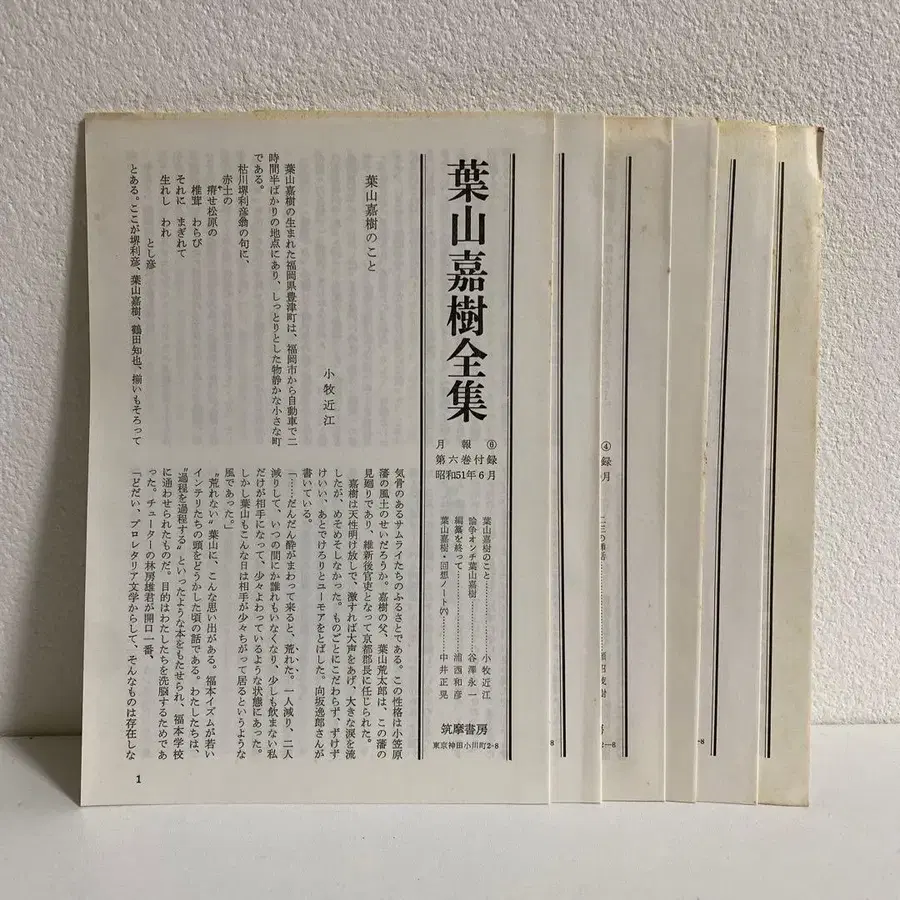 葉山嘉樹全集
月報⑥
第六巻付録
昭和51年6月
葉山嘉樹のこと……………小牧近江
論争オンチ葉山嘉樹…………谷澤永一
編纂を終って……………浦西和彦
葉山嘉樹・回想ノート㈥………中井正晃
筑摩書房
東京神田小川町2-8
葉山嘉樹のこと
小牧近江
葉山嘉樹の生まれた福岡県豊津町は、福岡市から自動車で二
時間半ばかりの地点にあり、しっとりとした物静かな小さな町
である。
枯川堺利彦翁の句に、
赤土の
瘠せ松原の
椎茸 わらび
それに まぎれて
生れし われ
とし彦
とある。ここが堺利彦、葉山嘉樹、鶴田知也、揃いもそろって
気骨のあるサムライたちのふるさとである。この性格は小笠原
藩の風土のせいだろうか。嘉樹の父、葉山荒太郎は、この藩の
見廻りであり、維新後官吏となって京都郡長に任じられた。
嘉樹は天性明け放しで、激すれば大声をあげ、大きな涙を流
したが、めそめそしなかった。ものごとにこだわらず、ずけず
けいい、あとでけろりとユーモアをとばした。向坂逸郎さんが
書いている。
「……だんだん酔がまわって来ると、荒れた。一人減り、二人
減りして、いつの間にか誰れもいなくなり、少しも飲まない私
だけが相手になって、少々よわっているような状態にあった。
しかし葉山もこんな日は相手が少々ちがって居るというような
風であった。」
“荒れない”葉山に、こんな思い出がある。福本イズムが若い
インテリたちの頭をどうかした頃の話である。わたしたちは、
“過程を過程する”といったような本をもたせられ、福本学校
に通わせられたものだ。目的はわたしたちを洗脳するためであ
った。チューターの林房雄君が開口一番、
「どだい、プロレタリア文学からして、そんなものは存在しな
1
④
録
月
-8
2-8
-8